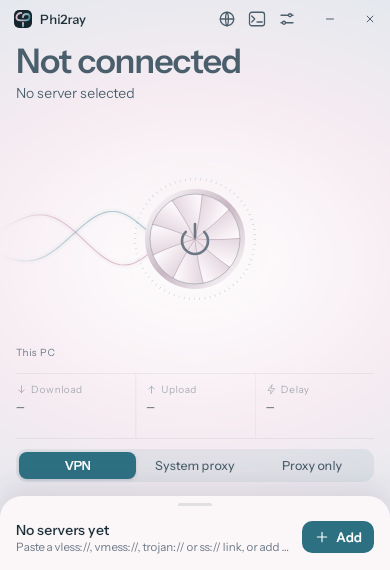 Phi2ray
Not connected
No server selected
This PC
Download
Upload
Delay
–
–
–
VPN
System proxy
Proxy only
No servers yet
Paste a vless://, vmess://, trojan:// or ss:// link, or add ...
Add